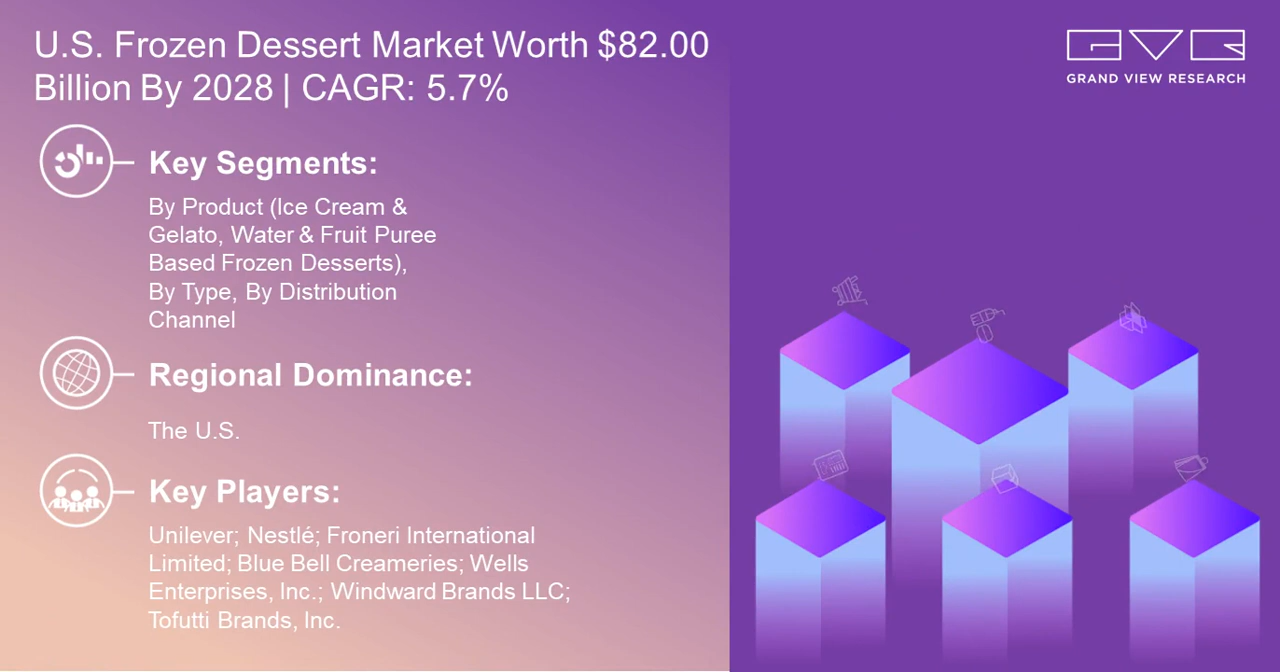 U.S. Frozen Dessert Market Worth $82.00
Billion By 2028 | CAGR: 5.7%
GVR
GRAND VIEW RESEARCH
Key Segments:
By Product (Ice Cream &
Gelato, Water & Fruit Puree
Based Frozen Desserts),
By Type, By Distribution
Channel
Regional Dominance:
The U.S.
Key Players:
Unilever; Nestlé; Froneri International
Limited; Blue Bell Creameries; Wells
Enterprises, Inc.; Windward Brands LLC;
Tofutti Brands, Inc.